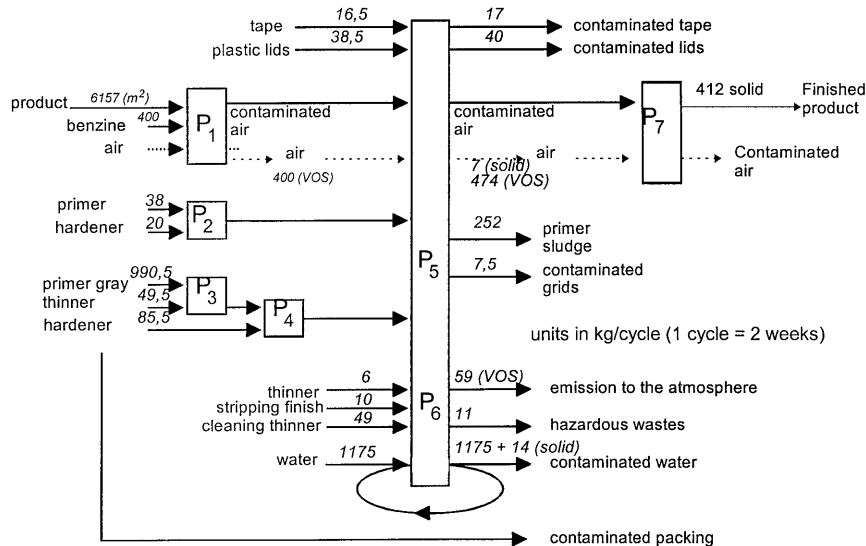 tape 16,5 17 contaminated tape
plastic lids 38,5 40 contaminated lids
product 6157 (m²) 412 solid Finished product
benzine 400 P1 contaminated air contaminated air P7
air air 400 (VOS) air 7 (solid) 474 (VOS) Contaminated air
primer 38 P2
hardener 20 252 primer sludge
P5
primer gray 990,5 P3 7,5 contaminated grids
thinner 49,5 P4
hardener 85,5
units in kg/cycle (1 cycle = 2 weeks)
thinner 6 59 (VOS) emission to the atmosphere
stripping finish 10 P6
cleaning thinner 49 11 hazardous wastes
water 1175 1175 + 14 (solid) contaminated water
contaminated packing